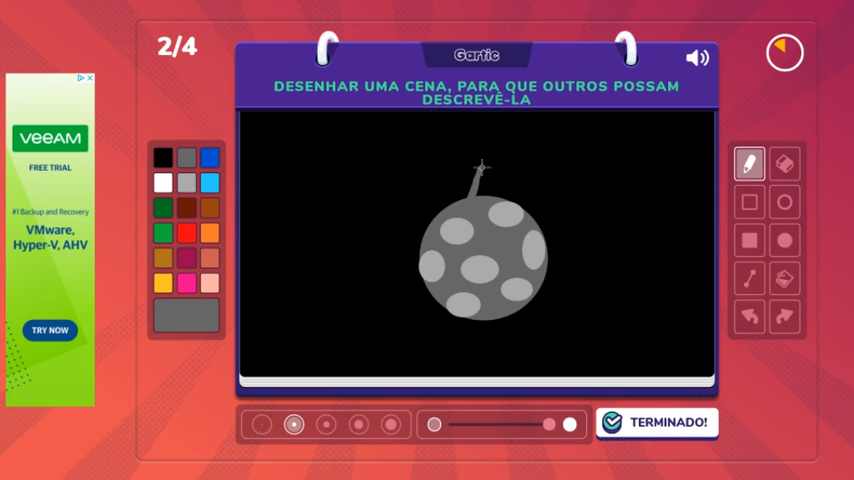 2/4
Gartic
DESENHAR UMA CENA, PARA QUE OUTROS POSSAM
DESCREVÊ-LA
veeam
FREE TRIAL
#1 Backup and Recovery
VMware,
Hyper-V, AHV
TRY NOW
TERMINADO!